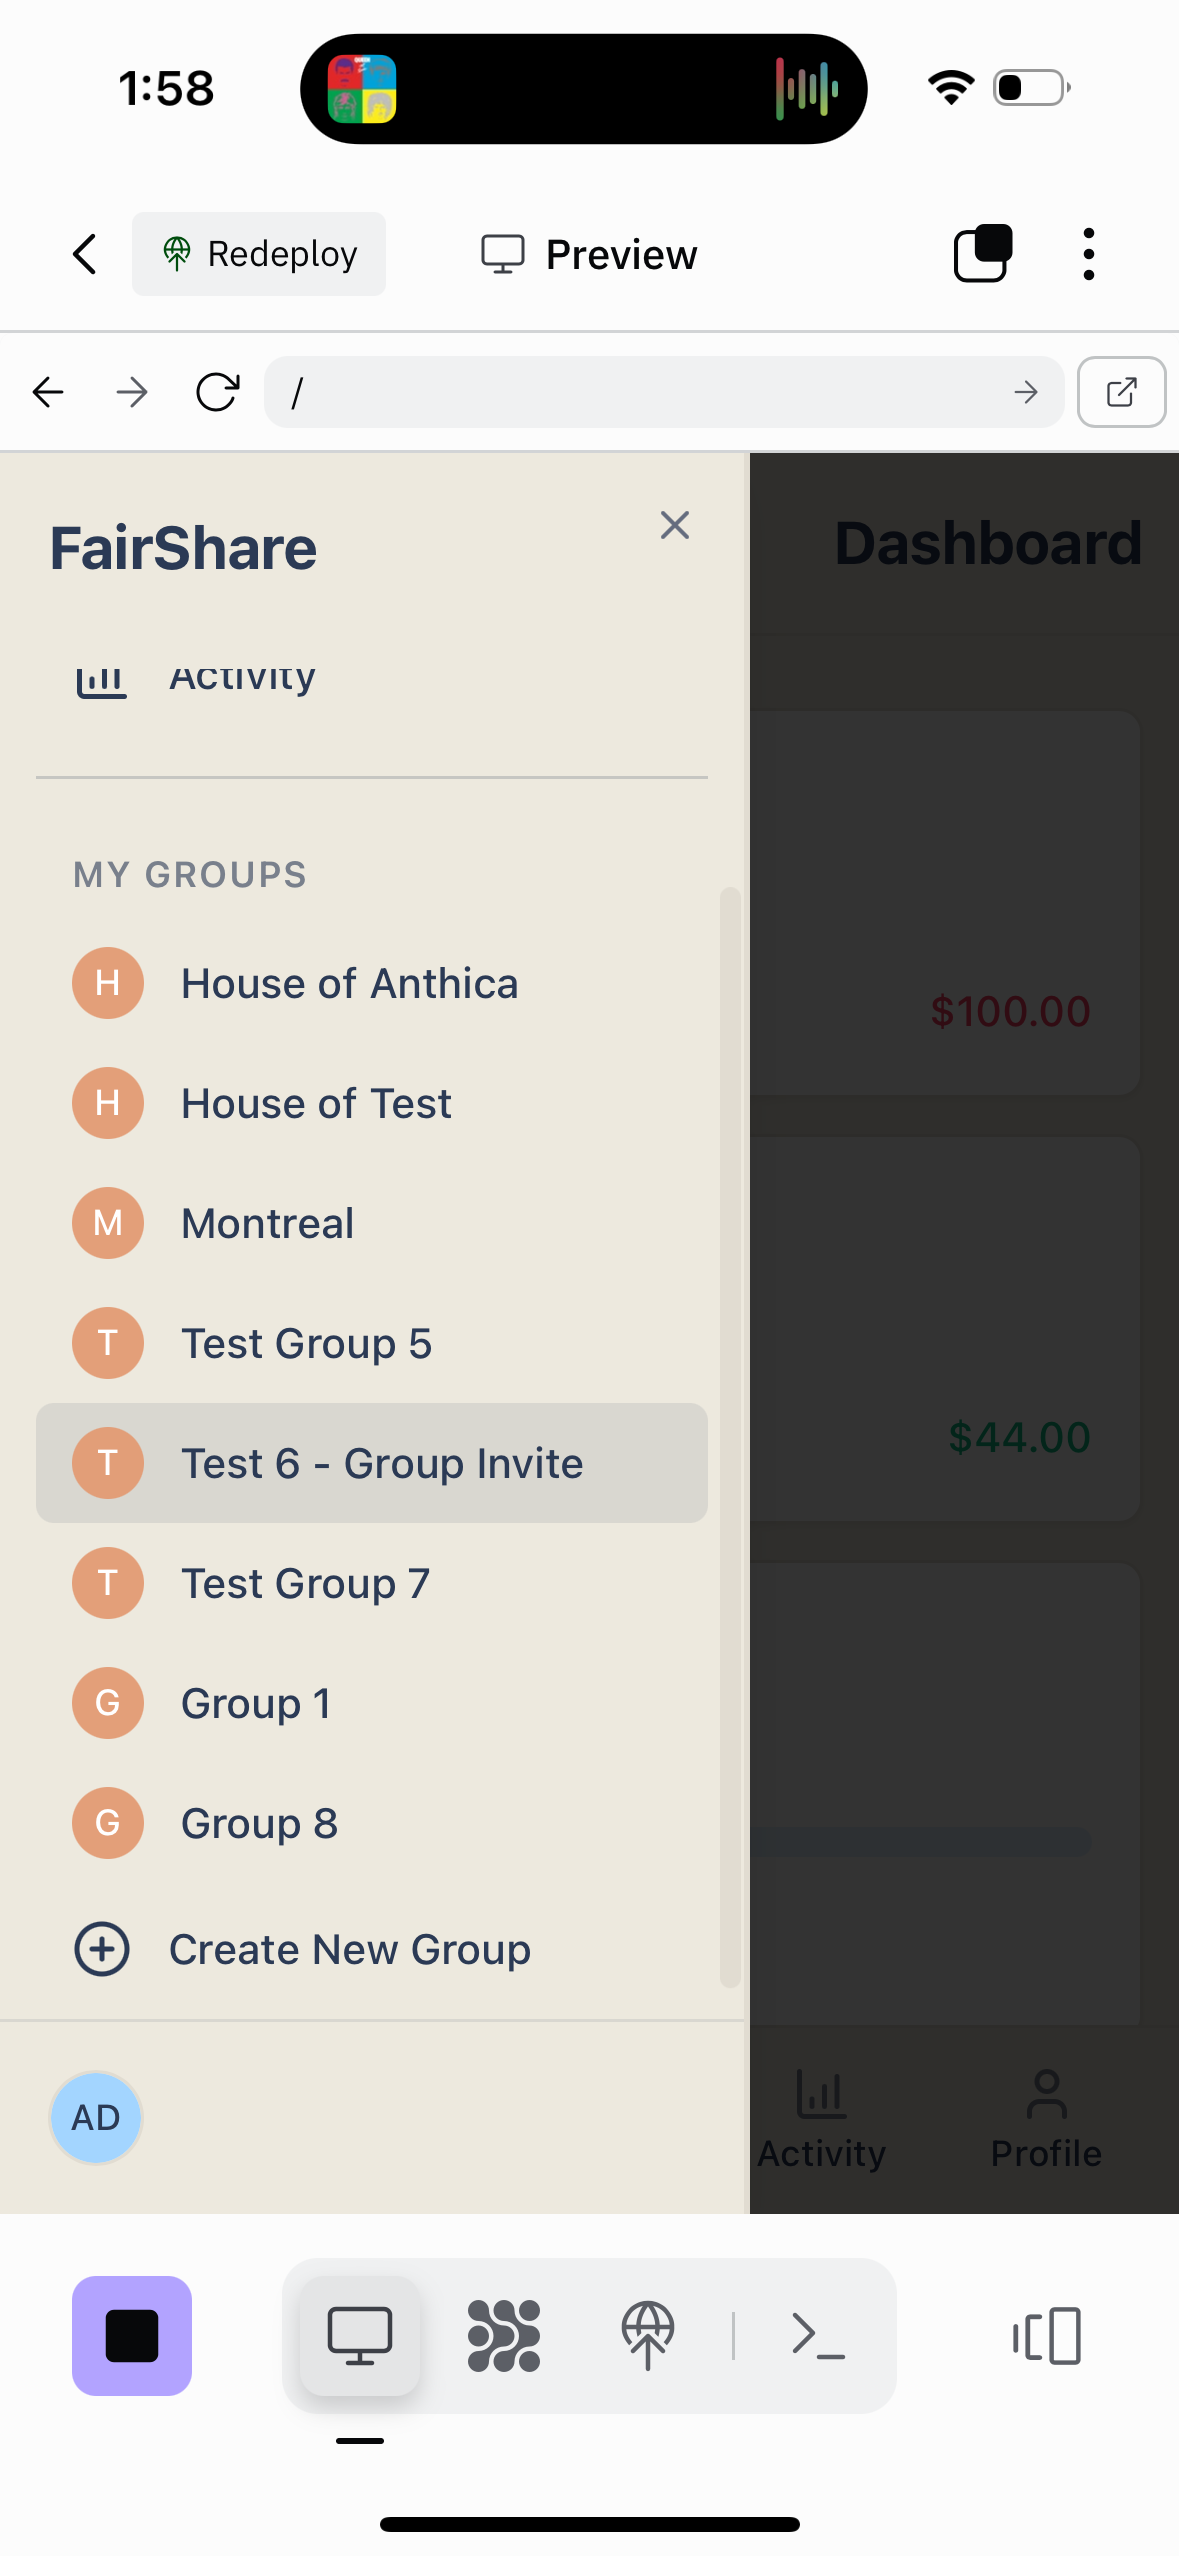 1:58
Redeploy
Preview
/
FairShare
Dashboard
Activity
MY GROUPS
H House of Anthica
$100.00
H House of Test
M Montreal
T Test Group 5
$44.00
T Test 6 - Group Invite
T Test Group 7
G Group 1
G Group 8
Create New Group
AD
Activity
Profile